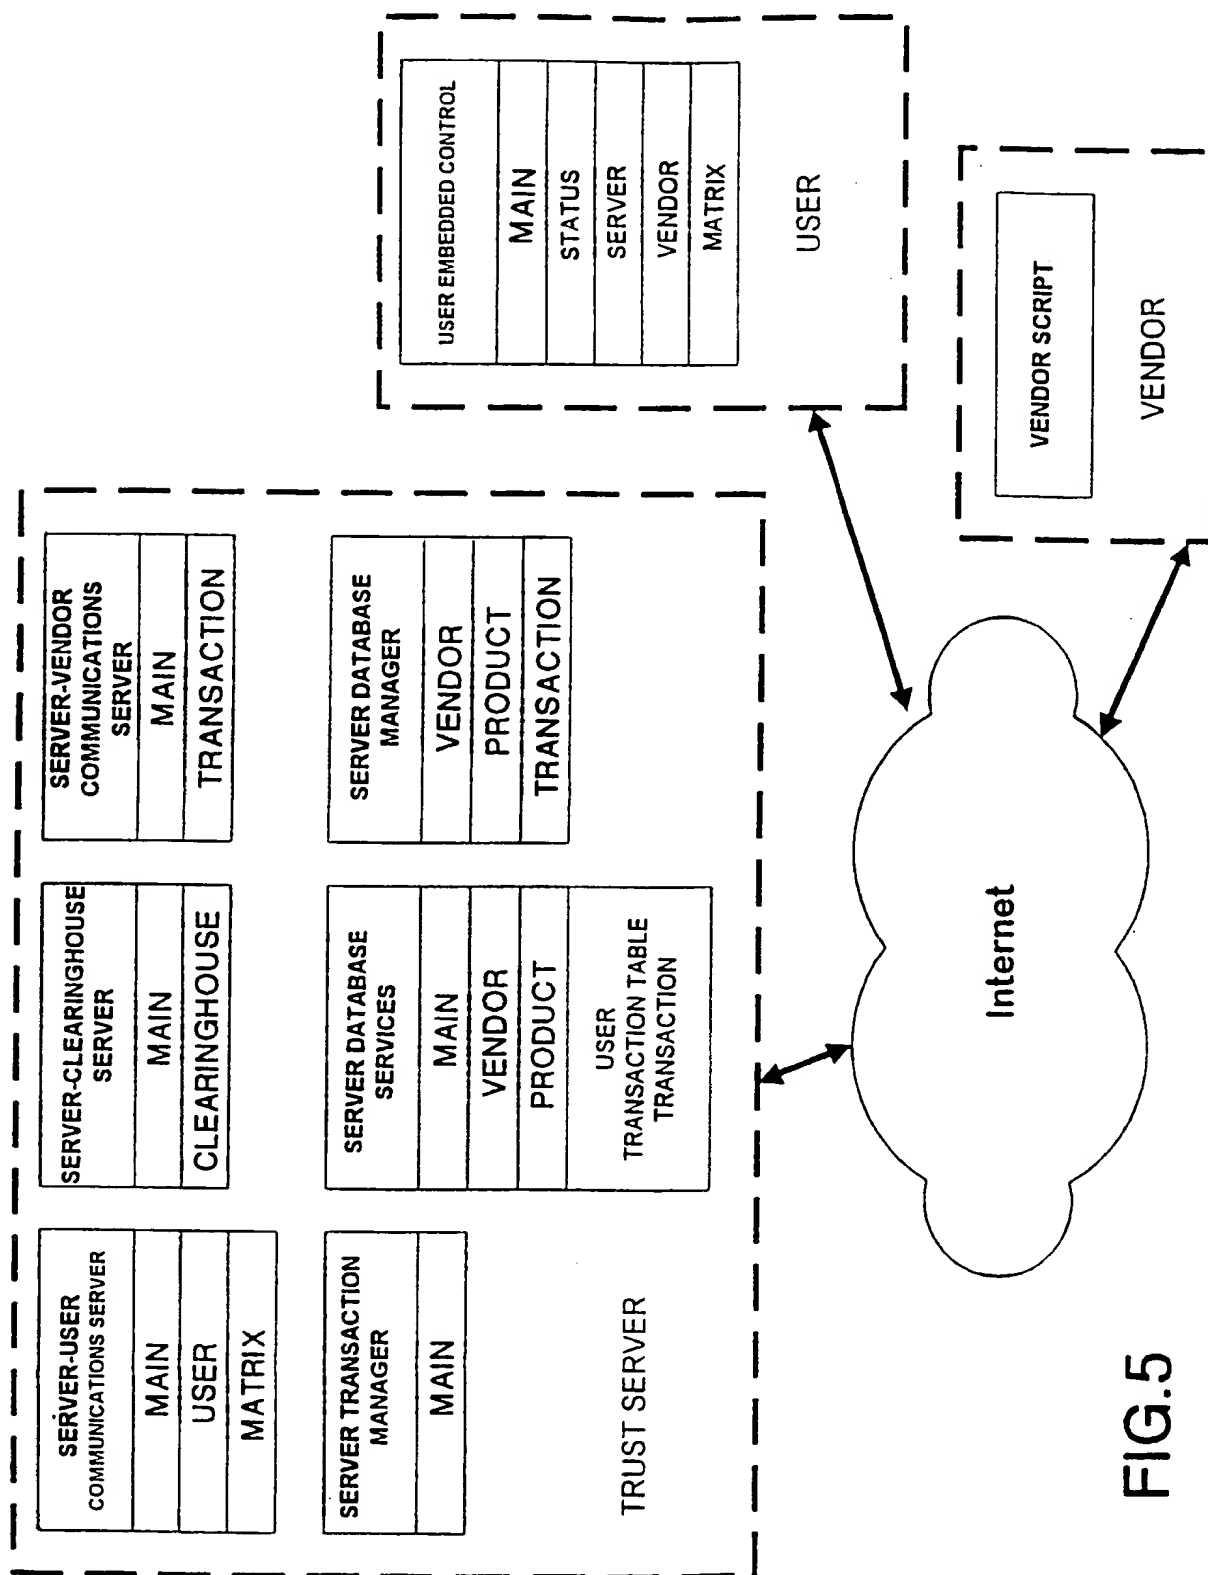 SERVER-USER
COMMUNICATIONS SERVER
MAIN
USER
MATRIX
SERVER-CLEARINGHOUSE
SERVER
MAIN
CLEARINGHOUSE
SERVER-VENDOR
COMMUNICATIONS
SERVER
MAIN
TRANSACTION
SERVER TRANSACTION
MANAGER
MAIN
SERVER DATABASE
SERVICES
MAIN
VENDOR
PRODUCT
USER
TRANSACTION TABLE
TRANSACTION
SERVER DATABASE
MANAGER
VENDOR
PRODUCT
TRANSACTION
TRUST SERVER
USER EMBEDDED CONTROL
MAIN
STATUS
SERVER
VENDOR
MATRIX
USER
Internet
VENDOR SCRIPT
VENDOR
FIG.5